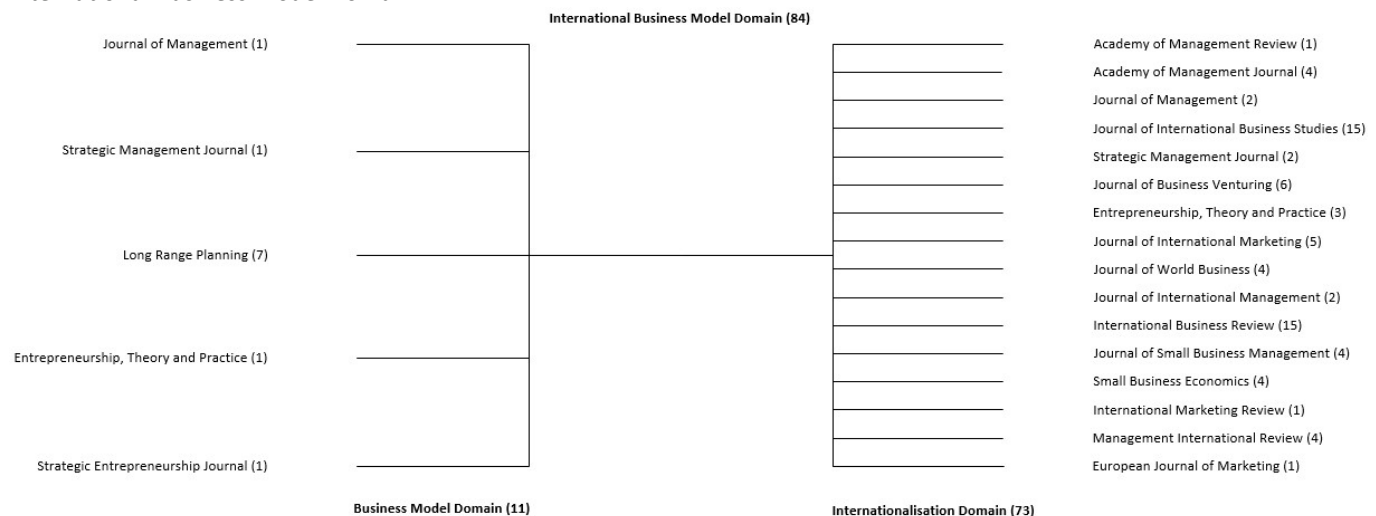 International Business Model Domain (84)
Journal of Management (1)
Strategic Management Journal (1)
Long Range Planning (7)
Entrepreneurship, Theory and Practice (1)
Strategic Entrepreneurship Journal (1)
Business Model Domain (11)
Academy of Management Review (1)
Academy of Management Journal (4)
Journal of Management (2)
Journal of International Business Studies (15)
Strategic Management Journal (2)
Journal of Business Venturing (6)
Entrepreneurship, Theory and Practice (3)
Journal of International Marketing (5)
Journal of World Business (4)
Journal of International Management (2)
International Business Review (15)
Journal of Small Business Management (4)
Small Business Economics (4)
International Marketing Review (1)
Management International Review (4)
European Journal of Marketing (1)
Internationalisation Domain (73)